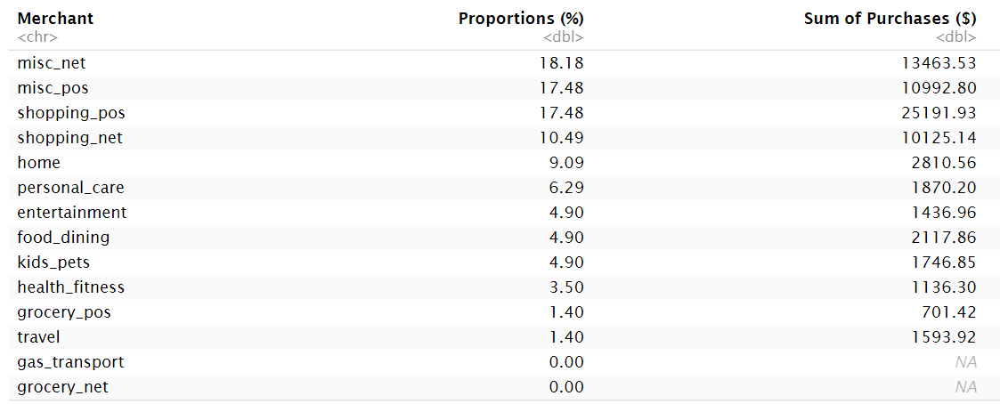 Merchant Proportions (%) Sum of Purchases ($)
<chr> <dbl> <dbl>
misc_net 18.18 13463.53
misc_pos 17.48 10992.80
shopping_pos 17.48 25191.93
shopping_net 10.49 10125.14
home 9.09 2810.56
personal_care 6.29 1870.20
entertainment 4.90 1436.96
food_dining 4.90 2117.86
kids_pets 4.90 1746.85
health_fitness 3.50 1136.30
grocery_pos 1.40 701.42
travel 1.40 1593.92
gas_transport 0.00 NA
grocery_net 0.00 NA